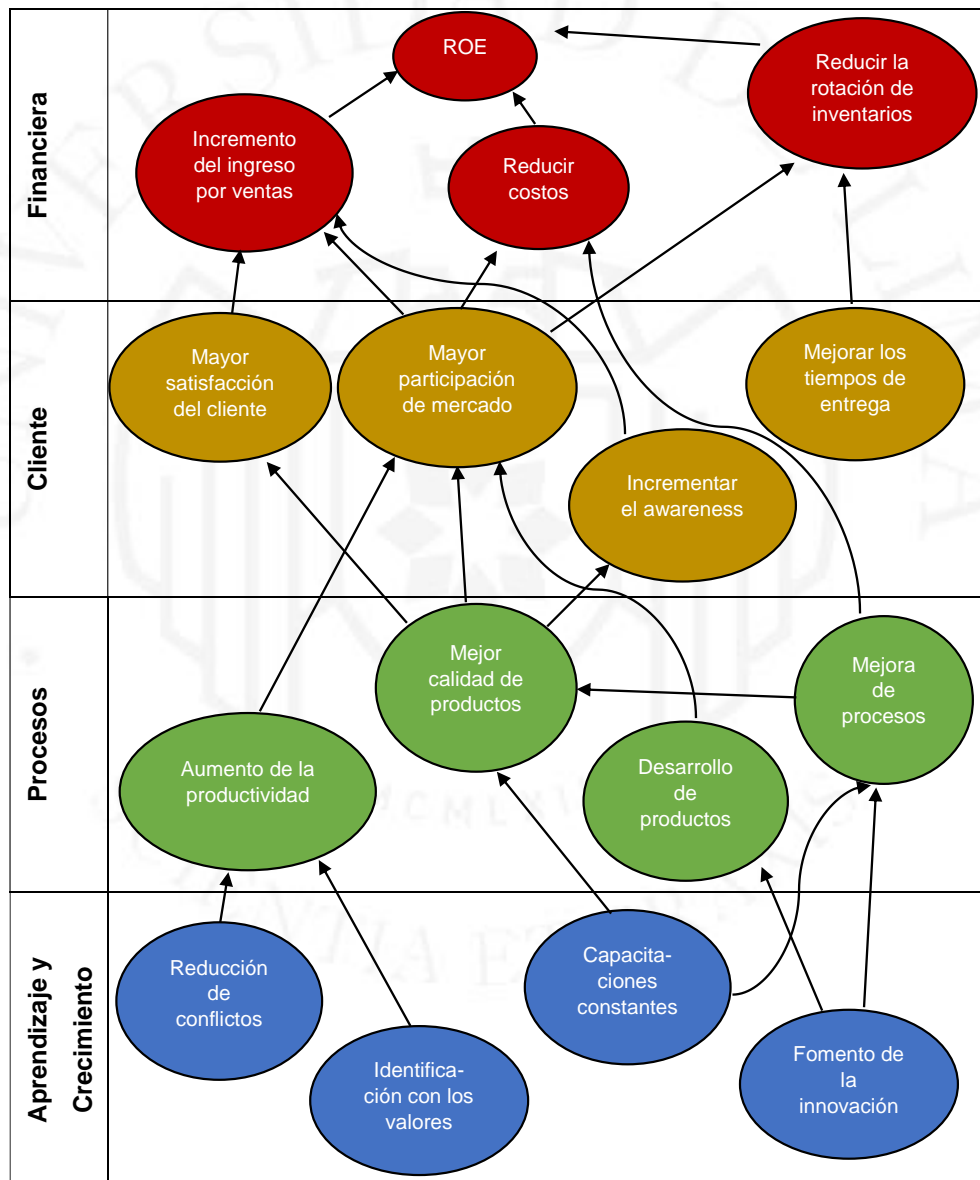 Financiera
ROE
Reducir la
rotación de
inventarios
Incremento
del ingreso
por ventas
Reducir
costos
Cliente
Mayor
satisfacción
del cliente
Mayor
participación
de mercado
Mejorar los
tiempos de
entrega
Incrementar
el awareness
Procesos
Mejor
calidad de
productos
Mejora
de
procesos
Aumento de la
productividad
Desarrollo
de
productos
Aprendizaje y
Crecimiento
Reducción
de
conflictos
Capacita-
ciones
constantes
Identifica-
ción con los
valores
Fomento de
la
innovación